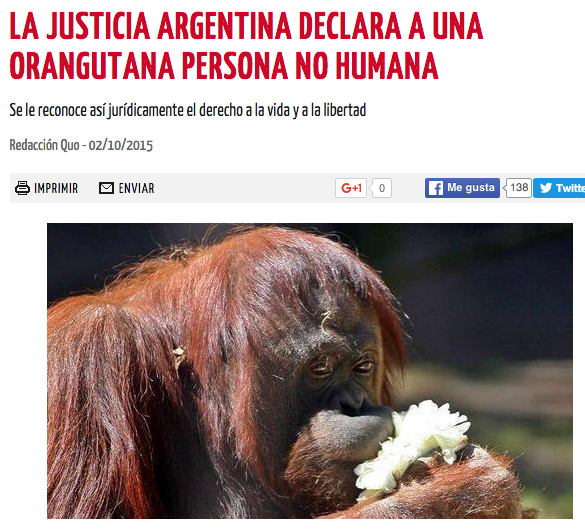 LA JUSTICIA ARGENTINA DECLARA A UNA
ORANGUTANA PERSONA NO HUMANA
Se le reconoce así jurídicamente el derecho a la vida y a la libertad
Redacción Quo - 02/10/2015
IMPRIMIR ENVIAR G+1 0 Me gusta 138 Twitte